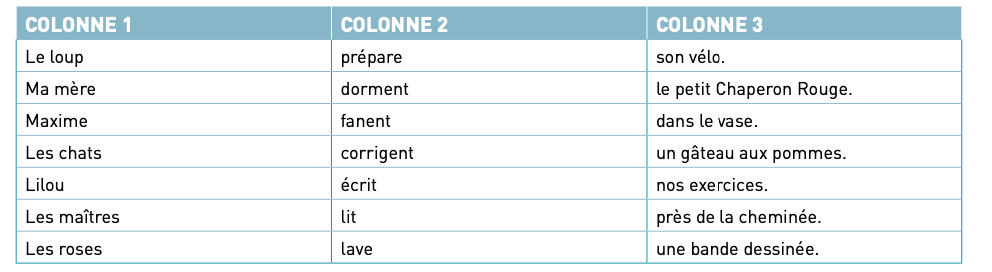 COLONNE 1 COLONNE 2 COLONNE 3
Le loup prépare son vélo.
Ma mère dorment le petit Chaperon Rouge.
Maxime fanent dans le vase.
Les chats corrigent un gâteau aux pommes.
Lilou écrit nos exercices.
Les maîtres lit près de la cheminée.
Les roses lave une bande dessinée.